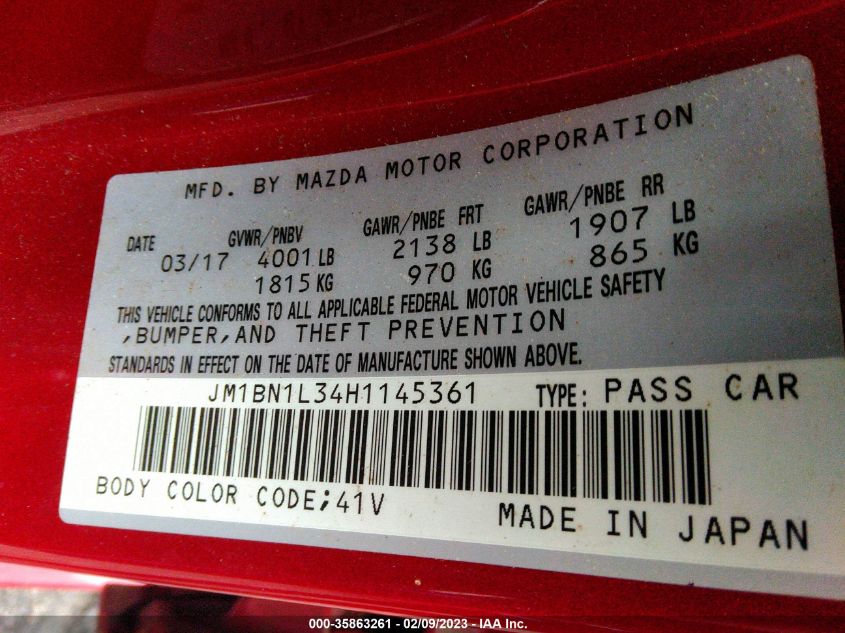 MFD. BY MAZDA MOTOR CORPORATION
DATE GVWR/PNBV GAWR/PNBE FRT GAWR/PNBE RR
03/17 4001 LB 2138 LB 1907 LB
1815 KG 970 KG 865 KG
THIS VEHICLE CONFORMS TO ALL APPLICABLE FEDERAL MOTOR VEHICLE SAFETY
,BUMPER,AND THEFT PREVENTION
STANDARDS IN EFFECT ON THE DATE OF MANUFACTURE SHOWN ABOVE.
JM1BN1L34H1145361 TYPE: PASS CAR
BODY COLOR CODE;41V MADE IN JAPAN
000-35863261 - 02/09/2023 - IAA Inc.